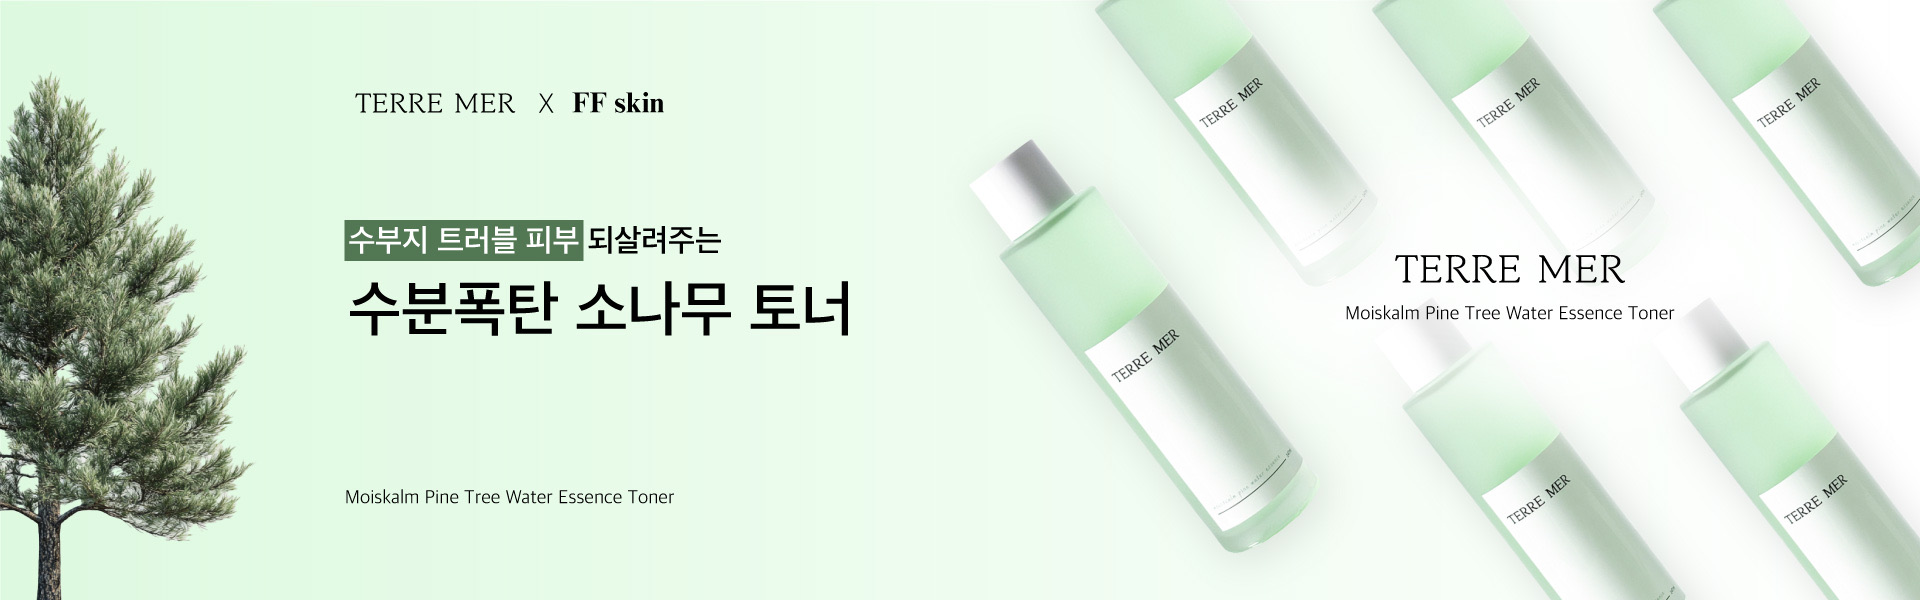 TERRE MER X FF skin
수부지 트러블 피부 되살려주는
수분폭탄 소나무 토너
Moiskalm Pine Tree Water Essence Toner
TERRE MER
TERRE MER
TERRE MER
TERRE MER
TERRE MER
Moiskalm Pine Tree Water Essence Toner
TERRE MER
TERRE MER